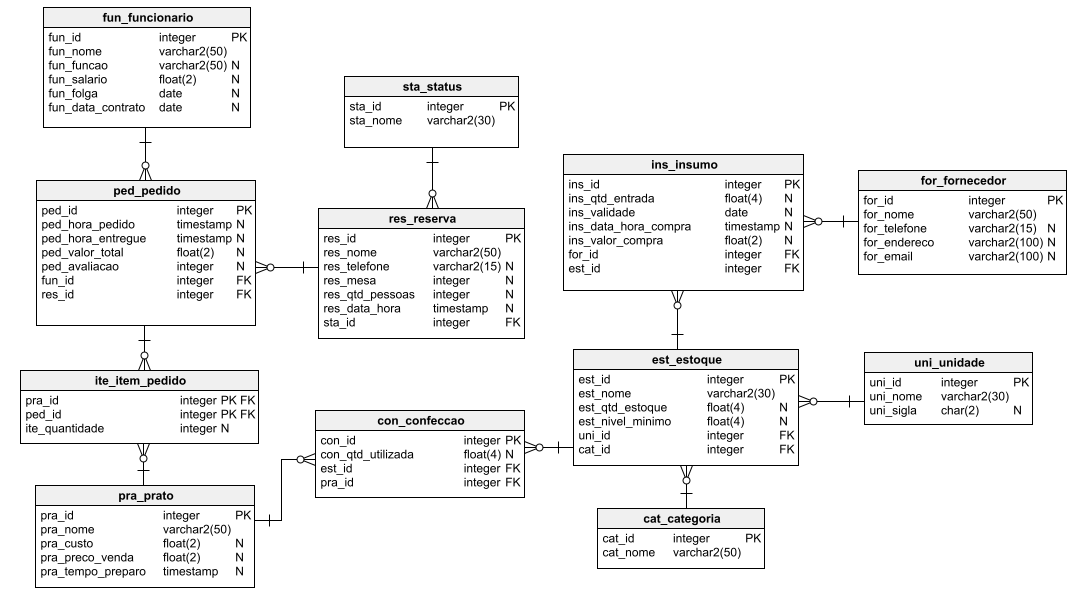 fun_funcionario
fun_id integer PK
fun_nome varchar2(50)
fun_funcao varchar2(50) N
fun_salario float(2) N
fun_folga date N
fun_data_contrato date N
sta_status
sta_id integer PK
sta_nome varchar2(30)
ped_pedido
ped_id integer PK
ped_hora_pedido timestamp N
ped_hora_entregue timestamp N
ped_valor_total float(2) N
ped_avaliacao integer N
fun_id integer FK
res_id integer FK
res_reserva
res_id integer PK
res_nome varchar2(50)
res_telefone varchar2(15) N
res_mesa integer N
res_qtd_pessoas integer N
res_data_hora timestamp N
sta_id integer FK
ins_insumo
ins_id integer PK
ins_qtd_entrada float(4) N
ins_validade date N
ins_data_hora_compra timestamp N
ins_valor_compra float(2) N
for_id integer FK
est_id integer FK
for_fornecedor
for_id integer PK
for_nome varchar2(50)
for_telefone varchar2(15) N
for_endereco varchar2(100) N
for_email varchar2(100) N
ite_item_pedido
pra_id integer PK FK
ped_id integer PK FK
ite_quantidade integer N
con_confeccao
con_id integer PK
con_qtd_utilizada float(4) N
est_id integer FK
pra_id integer FK
est_estoque
est_id integer PK
est_nome varchar2(30)
est_qtd_estoque float(4) N
est_nivel_minimo float(4) N
uni_id integer FK
cat_id integer FK
uni_unidade
uni_id integer PK
uni_nome varchar2(30)
uni_sigla char(2) N
pra_prato
pra_id integer PK
pra_nome varchar2(50)
pra_custo float(2) N
pra_preco_venda float(2) N
pra_tempo_preparo timestamp N
cat_categoria
cat_id integer PK
cat_nome varchar2(50)